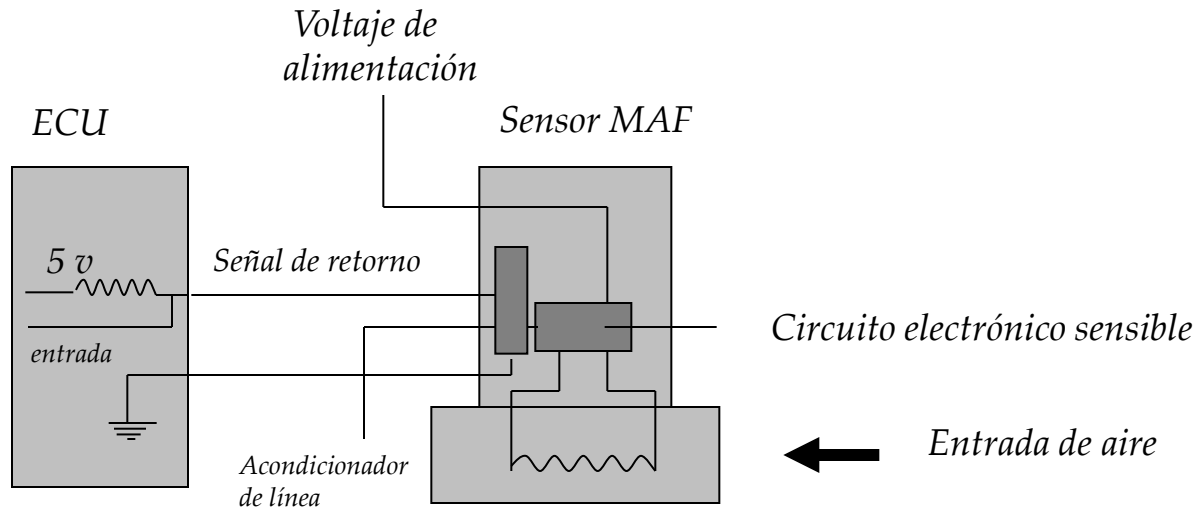 Voltaje de
alimentación
ECU
Sensor MAF
5 v
Señal de retorno
entrada
Circuito electrónico sensible
Acondicionador
de línea
Entrada de aire